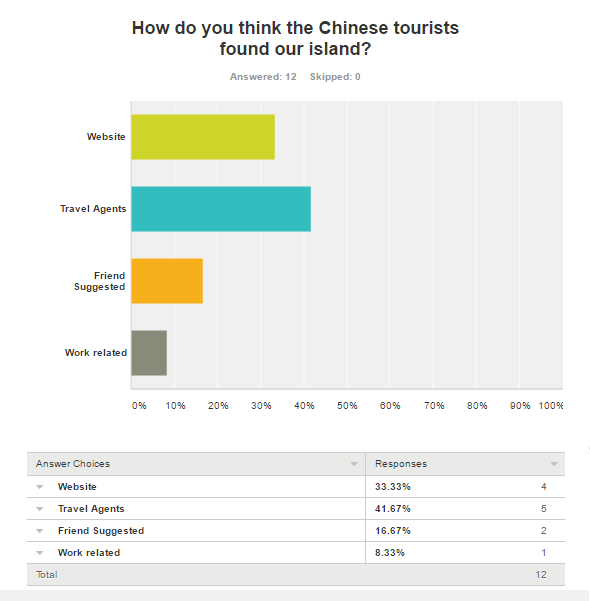 How do you think the Chinese tourists
found our island?
Answered: 12 Skipped: 0
Website
Travel Agents
Friend
Suggested
Work related
0% 10% 20% 30% 40% 50% 60% 70% 80% 90% 100%
Answer Choices Responses
Website 33.33% 4
Travel Agents 41.67% 5
Friend Suggested 16.67% 2
Work related 8.33% 1
Total 12